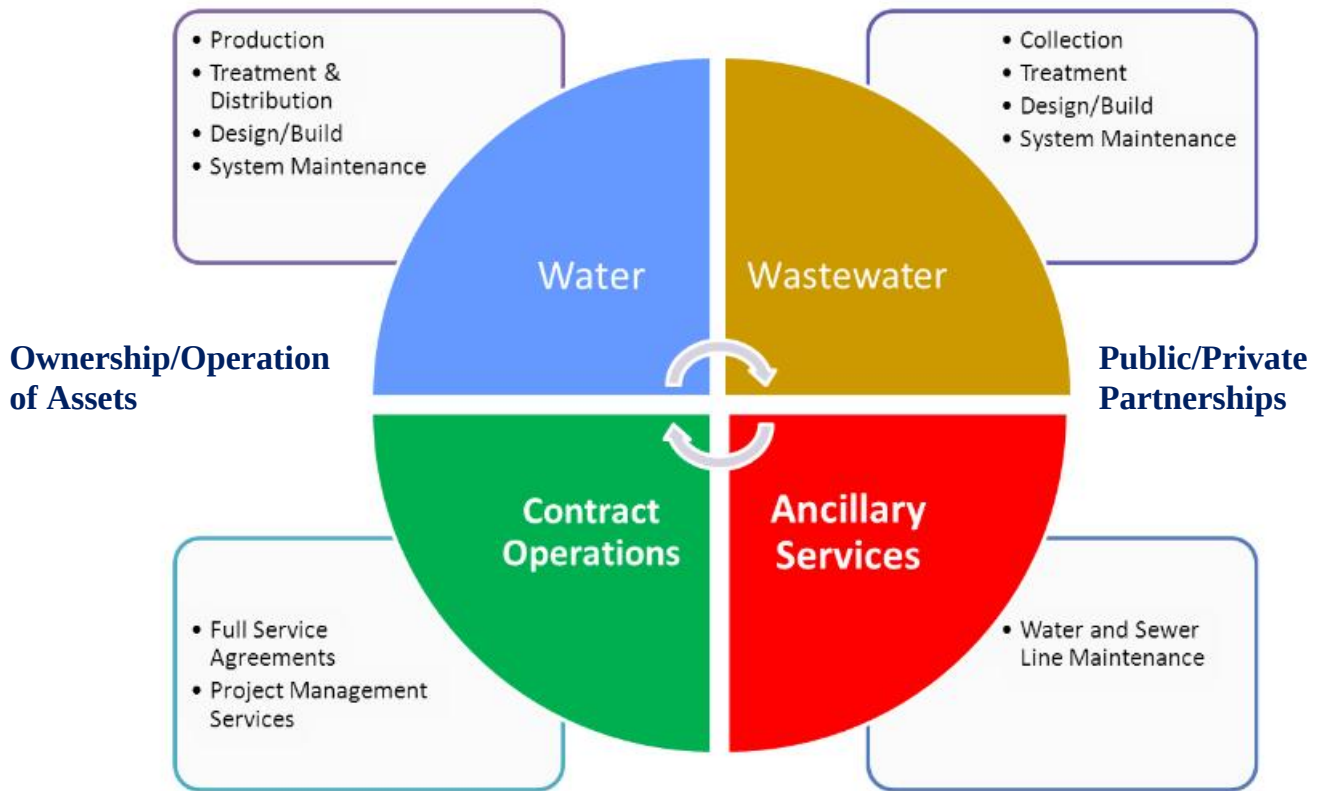 • Production
• Treatment &
Distribution
• Design/Build
• System Maintenance
• Collection
• Treatment
• Design/Build
• System Maintenance
Water
Wastewater
Ownership/Operation
of Assets
Public/Private
Partnerships
Contract
Operations
Ancillary
Services
• Full Service
Agreements
• Project Management
Services
• Water and Sewer
Line Maintenance